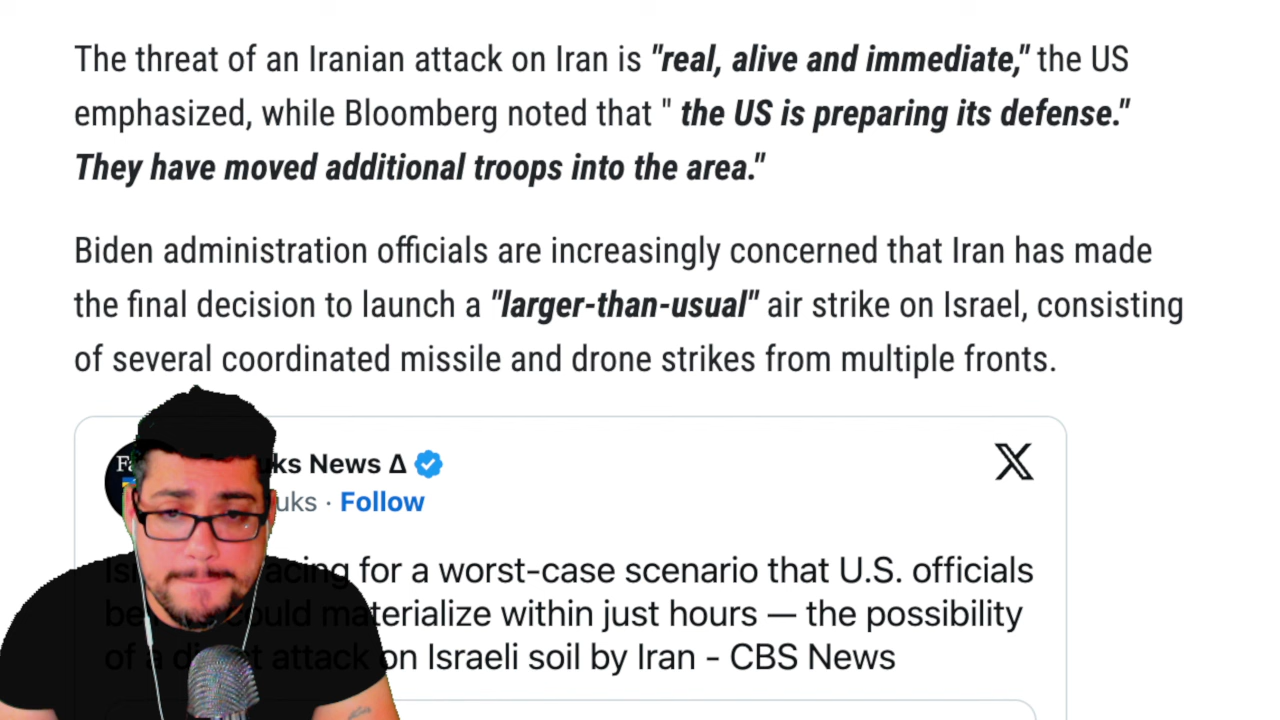 The threat of an Iranian attack on Iran is "real, alive and immediate," the US
emphasized, while Bloomberg noted that " the US is preparing its defense."
They have moved additional troops into the area."
Biden administration officials are increasingly concerned that Iran has made
the final decision to launch a "larger-than-usual" air strike on Israel, consisting
of several coordinated missile and drone strikes from multiple fronts.
News Δ
· Follow
for a worst-case scenario that U.S. officials
materialize within just hours — the possibility
of a attack on Israeli soil by Iran - CBS News